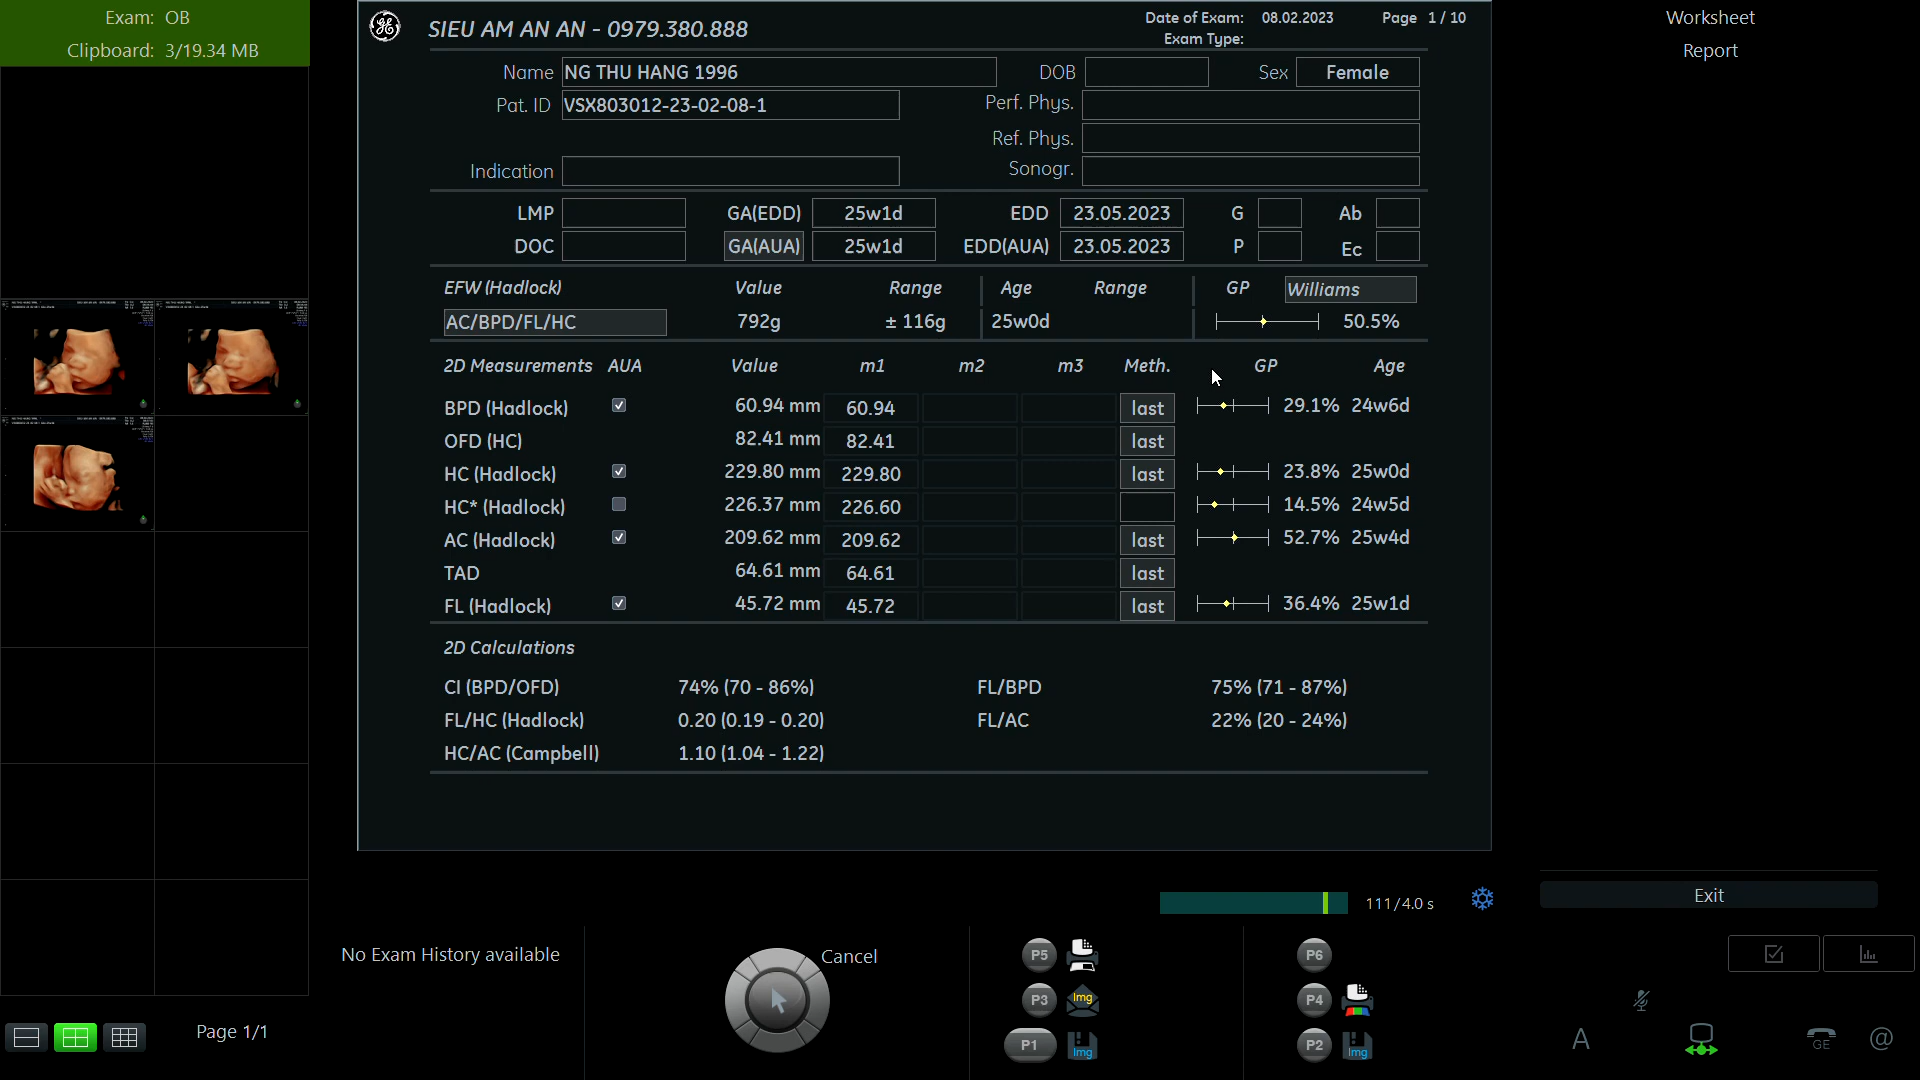 Exam: OB
Clipboard: 3/19.34 MB
SIEU AM AN AN - 0979.380.888
Date of Exam: 08.02.2023 Page 1 / 10
Exam Type:
Name NG THU HANG 1996 DOB Sex Female
Pat. ID VSX803012-23-02-08-1 Perf. Phys.
Ref. Phys.
Indication Sonogr.
LMP GA(EDD) 25w1d EDD 23.05.2023 G Ab
DOC GA(AUA) 25w1d EDD(AUA) 23.05.2023 P Ec
EFW (Hadlock) Value Range Age Range GP Williams
AC/BPD/FL/HC 792g ± 116g 25w0d 50.5%
2D Measurements AUA Value m1 m2 m3 Meth. GP Age
BPD (Hadlock) 60.94 mm 60.94 last 29.1% 24w6d
OFD (HC) 82.41 mm 82.41 last
HC (Hadlock) 229.80 mm 229.80 last 23.8% 25w0d
HC* (Hadlock) 226.37 mm 226.60 14.5% 24w5d
AC (Hadlock) 209.62 mm 209.62 last 52.7% 25w4d
TAD 64.61 mm 64.61 last
FL (Hadlock) 45.72 mm 45.72 last 36.4% 25w1d
2D Calculations
CI (BPD/OFD) 74% (70 - 86%) FL/BPD 75% (71 - 87%)
FL/HC (Hadlock) 0.20 (0.19 - 0.20) FL/AC 22% (20 - 24%)
HC/AC (Campbell) 1.10 (1.04 - 1.22)
Worksheet
Report
111/4.0 s
Exit
No Exam History available
Cancel
P5
P6
P3 Img
P4
P1 Img
P2 Img
Page 1/1
A
GE
@